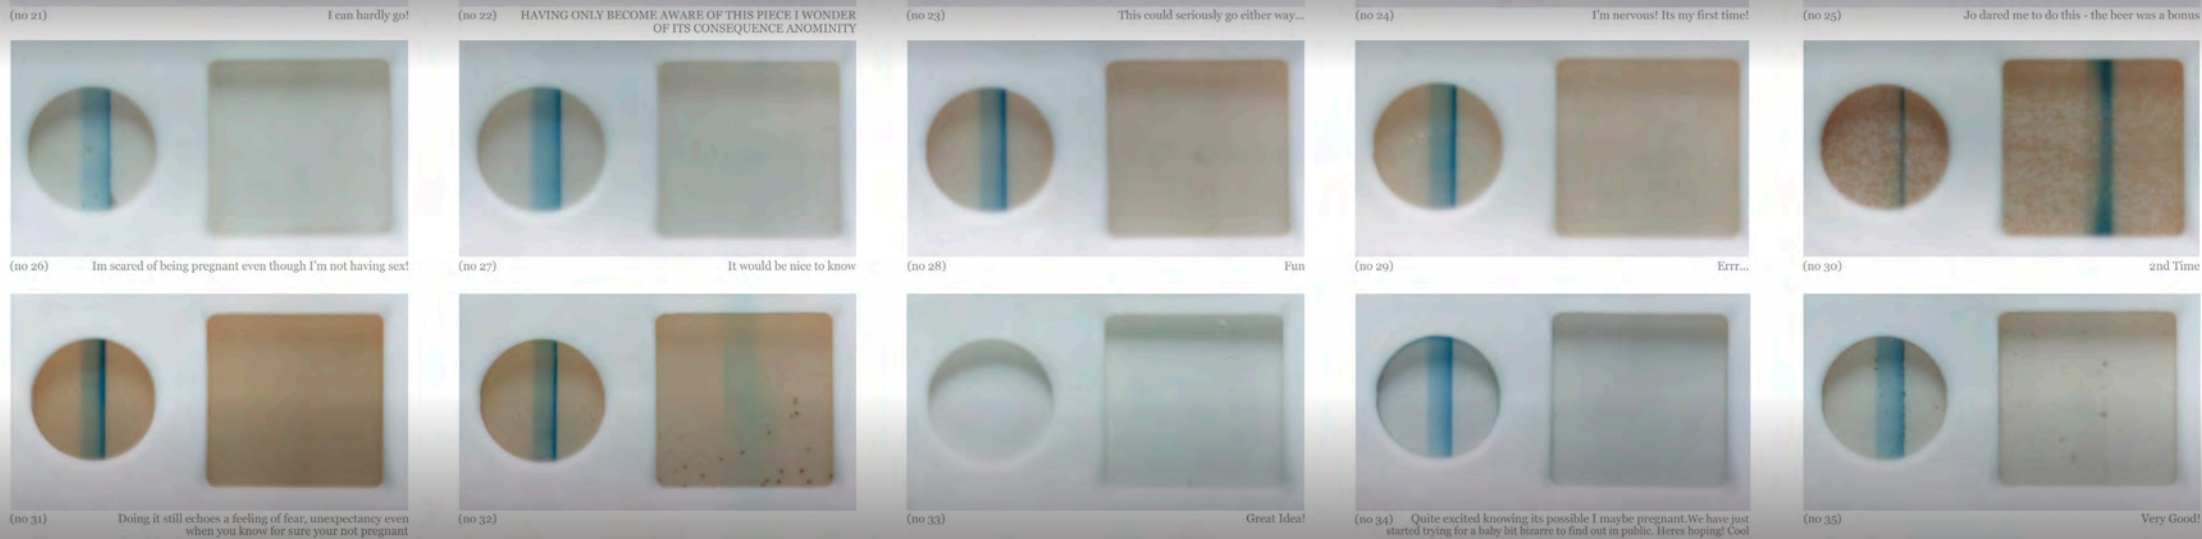 (no 21) I can hardly go!
(no 22) HAVING ONLY BECOME AWARE OF THIS PIECE I WONDER
OF ITS CONSEQUENCE ANOMINITY
(no 23) This could seriously go either way...
(no 24) I'm nervous! Its my first time!
(no 25) Jo dared me to do this - the beer was a bonus
(no 26) Im scared of being pregnant even though I'm not having sex!
(no 27) It would be nice to know
(no 28) Fun
(no 29) Errr...
(no 30) 2nd Time
(no 31) Doing it still echoes a feeling of fear, unexpectancy even
when you know for sure your not pregnant
(no 32)
(no 33) Great Idea!
(no 34) Quite excited knowing its possible I maybe pregnant.We have just
started trying for a baby bit bizarre to find out in public. Heres hoping! Cool
(no 35) Very Good!